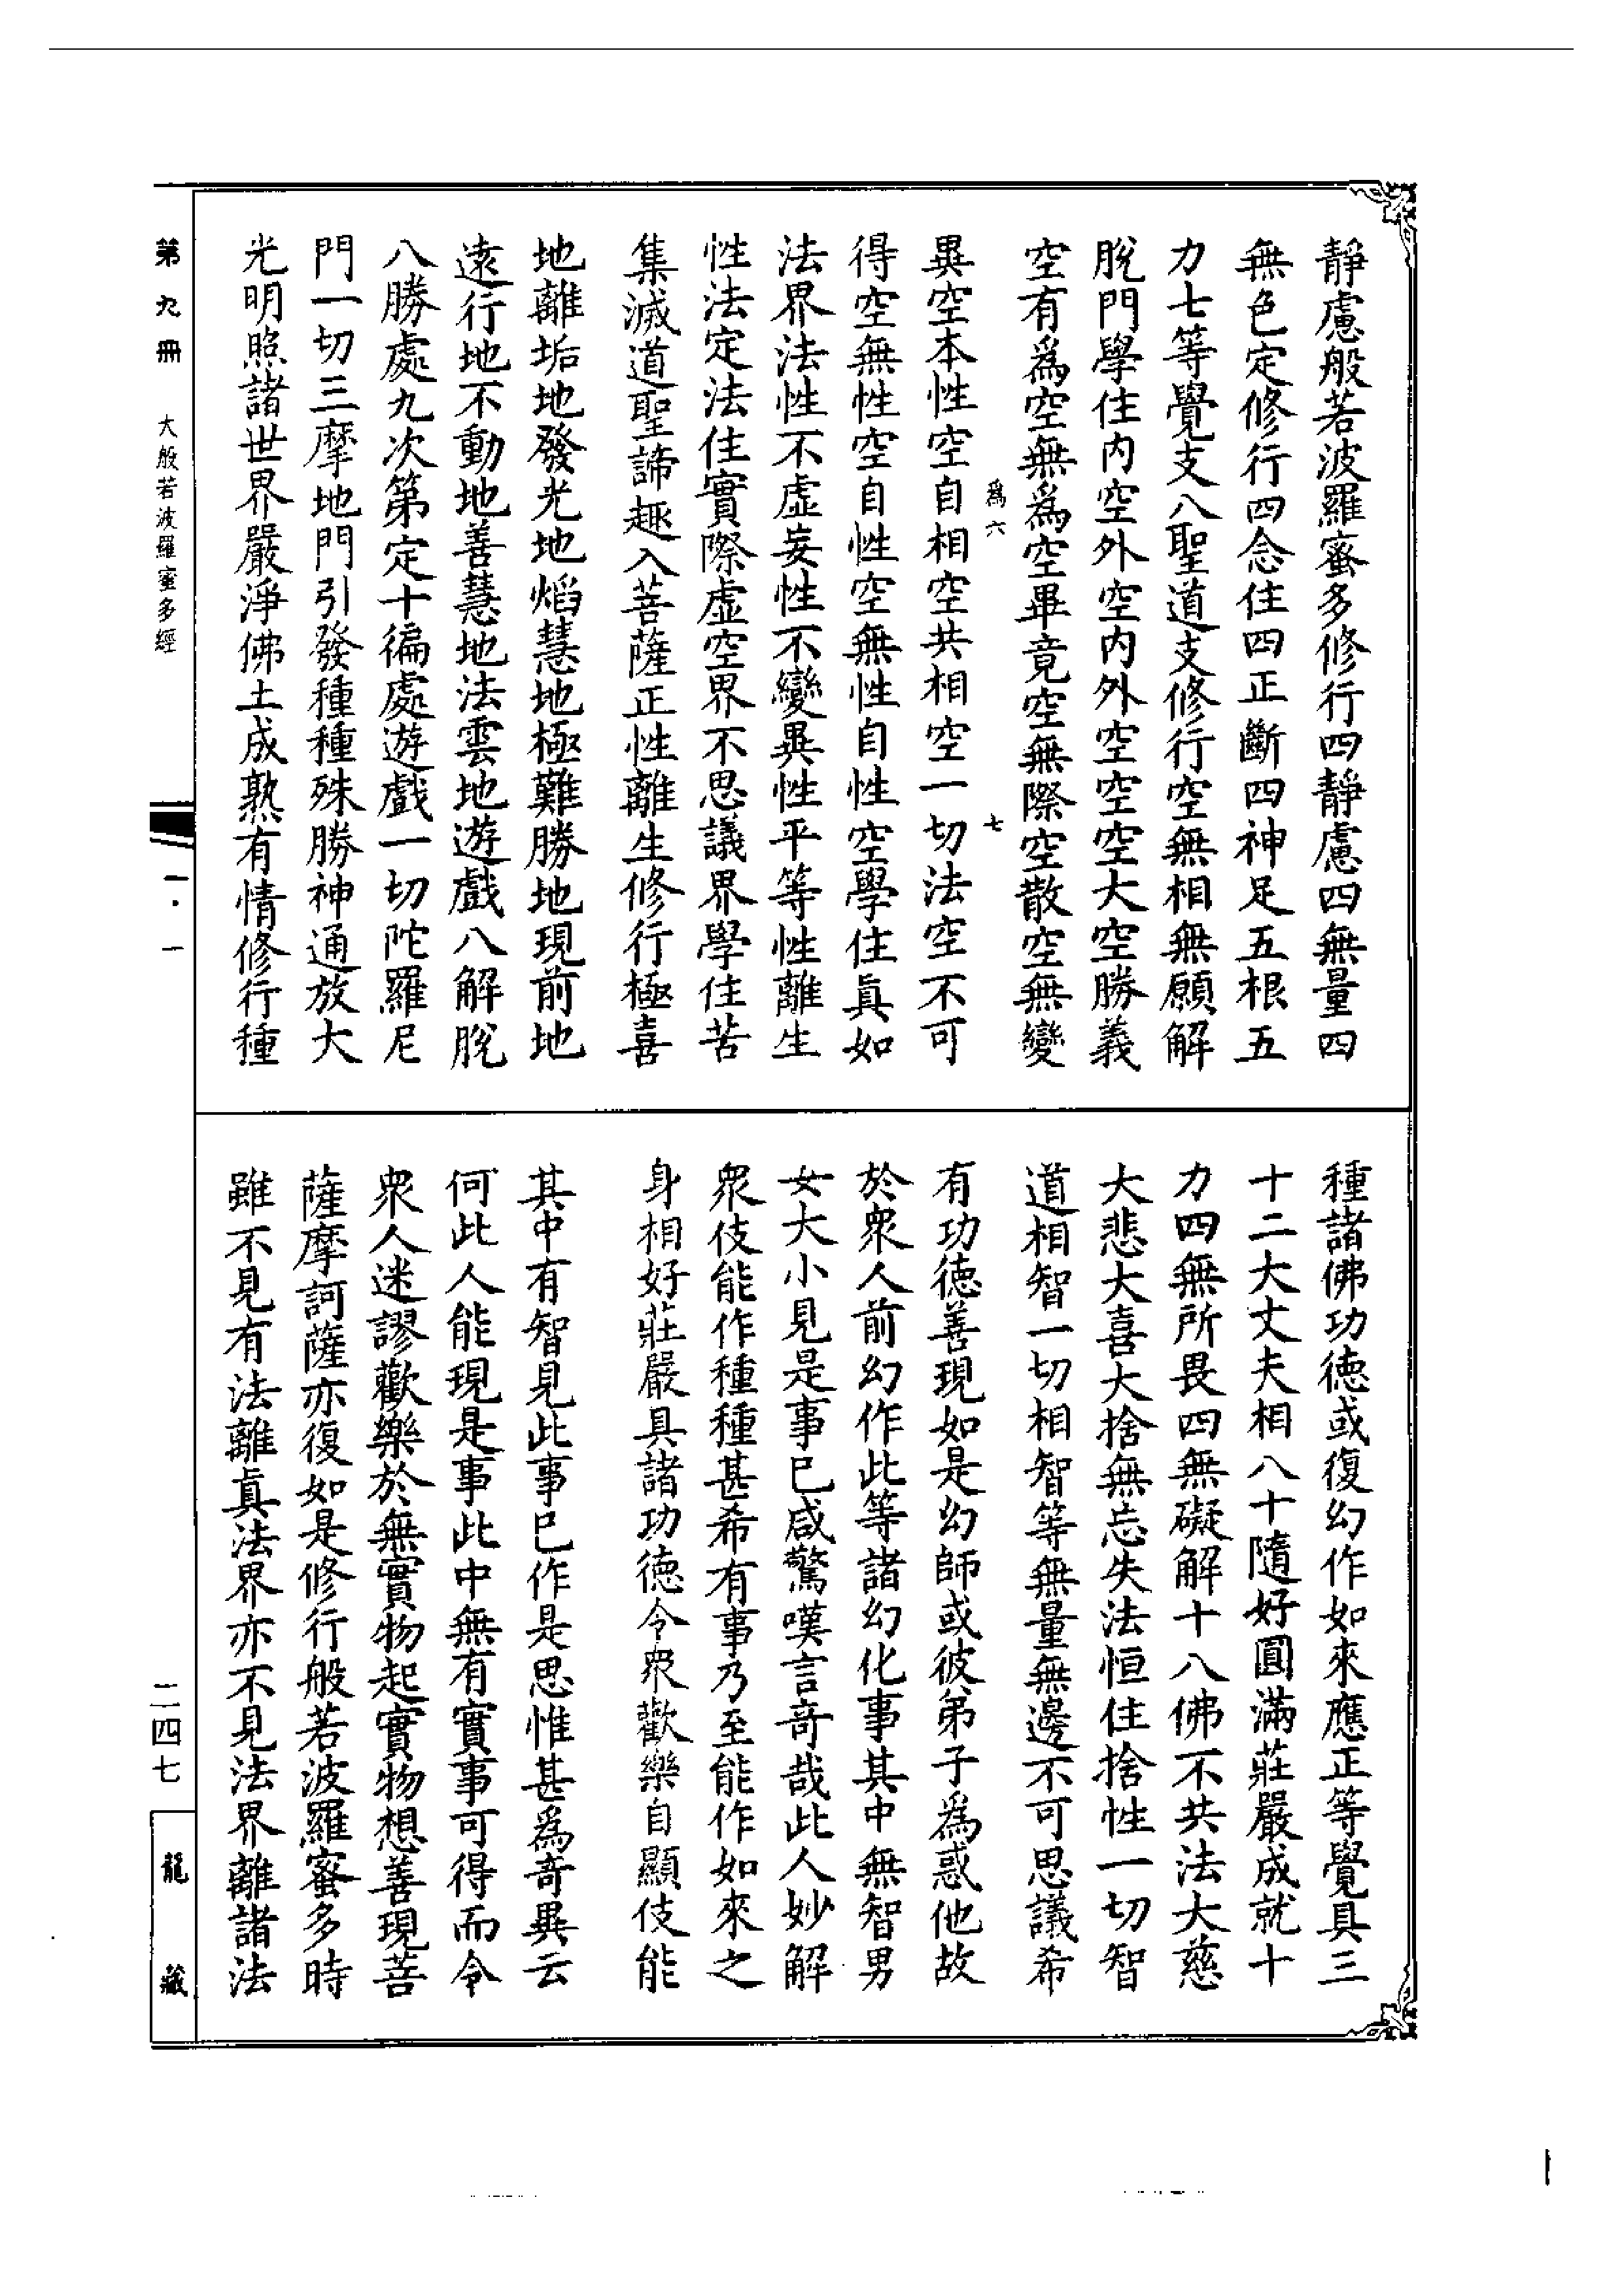 靜慮般若波羅蜜多修行四靜慮四無量四
無色定修行四念住四正斷四神足五根五
力七等覺支八聖道支修行空無相無願解
脫門學住內空外空內外空空空大空勝義
空有爲空無爲空畢竟空無際空散空無變
爲六
七
異空本性空自相空共相空一切法空不可
得空無性空自性空無性自性空學住眞如
法界法性不虛妄性不變異性平等性離生
性法定法住實際虛空界不思議界學住苦
集滅道聖諦趣入菩薩正性離生修行極喜
地離垢地發光地焰慧地極難勝地現前地
遠行地不動地善慧地法雲地遊戲八解脫
八勝處九次第定十徧處遊戲一切陀羅尼
門一切三摩地門引發種種殊勝神通放大
光明照諸世界嚴淨佛土成熟有情修行種
種諸佛功德或復幻作如來應正等覺具三
十二大丈夫相八十隨好圓滿莊嚴成就十
力四無所畏四無礙解十八佛不共法大慈
大悲大喜大捨無忘失法恒住捨性一切智
道相智一切相智等無量無邊不可思議希
有功德善現如是幻師或彼弟子爲惑他故
於衆人前幻作此等諸幻化事其中無智男
女大小見是事已咸驚嘆言奇哉此人妙解
衆伎能作種種甚希有事乃至能作如來之
身相好莊嚴具諸功德令衆歡樂自顯伎能
其中有智見此事已作是思惟甚爲奇異云
何此人能現是事此中無有實事可得而令
衆人迷謬歡樂於無實物起實物想善現菩
薩摩訶薩亦復如是修行般若波羅蜜多時
雖不見有法離眞法界亦不見法界離諸法
第九冊
大般若波羅蜜多經
一·一
二四七
龍藏